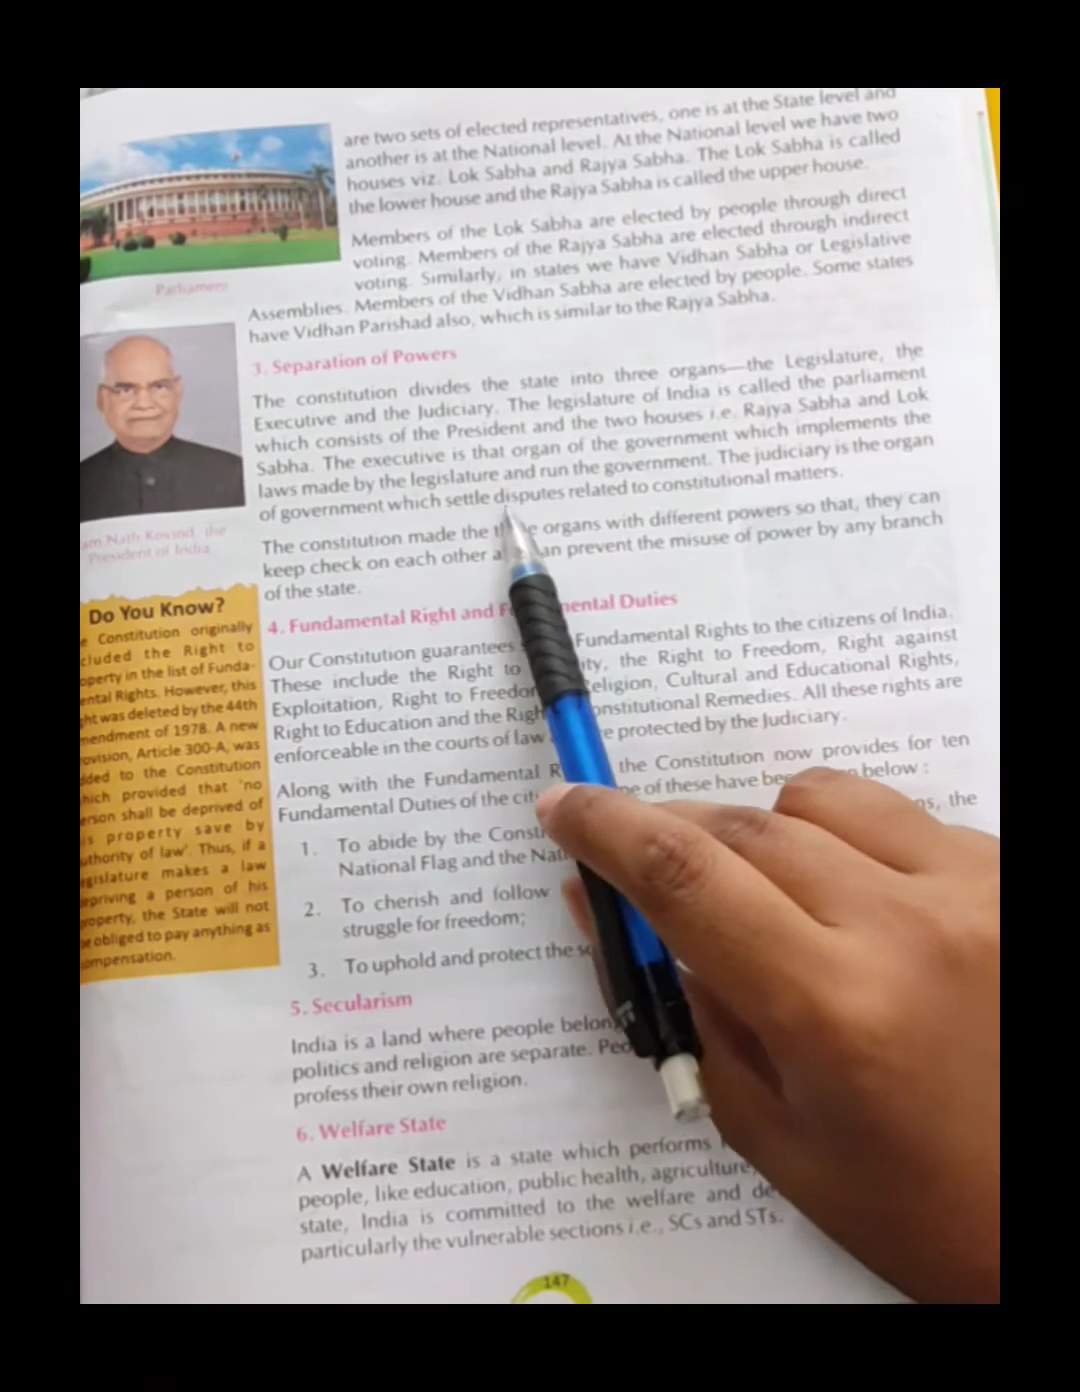 are two sets of elected representatives, one is at the State level and
another is at the National level. At the National level we have two
houses viz. Lok Sabha and Rajya Sabha. The Lok Sabha is called
the lower house and the Rajya Sabha is called the upper house.
Members of the Lok Sabha are elected by people through direct
voting. Members of the Rajya Sabha are elected through indirect
voting. Similarly, in states we have Vidhan Sabha or Legislative
Assemblies. Members of the Vidhan Sabha are elected by people. Some states
have Vidhan Parishad also, which is similar to the Rajya Sabha.
Parliament
3. Separation of Powers
The constitution divides the state into three organs—the Legislature, the
Executive and the Judiciary. The legislature of India is called the parliament
which consists of the President and the two houses i.e. Rajya Sabha and Lok
Sabha. The executive is that organ of the government which implements the
laws made by the legislature and run the government. The judiciary is the organ
of government which settle disputes related to constitutional matters.
am Nath Kovind, the
President of India
The constitution made the organs with different powers so that, they can
keep check on each other an prevent the misuse of power by any branch
of the state.
Do You Know?
e Constitution originally
cluded the Right to
operty in the list of Funda-
ental Rights. However, this
ht was deleted by the 44th
mendment of 1978. A new
ovision, Article 300-A, was
ded to the Constitution
hich provided that 'no
erson shall be deprived of
is property save by
uthority of law'. Thus, if a
egislature makes a law
epriving a person of his
roperty, the State will not
e obliged to pay anything as
ompensation.
4. Fundamental Right and mental Duties
Our Constitution guarantees Fundamental Rights to the citizens of India.
These include the Right to ity, the Right to Freedom, Right against
Exploitation, Right to Freedom Religion, Cultural and Educational Rights,
Right to Education and the Righ onstitutional Remedies. All these rights are
enforceable in the courts of law e protected by the Judiciary.
Along with the Fundamental R the Constitution now provides for ten
Fundamental Duties of the citi me of these have bee below :
1. To abide by the Consti ns, the
National Flag and the Nati
2. To cherish and follow
struggle for freedom;
3. To uphold and protect the so
5. Secularism
India is a land where people belon
politics and religion are separate. Peo
profess their own religion.
6. Welfare State
A Welfare State is a state which performs
people, like education, public health, agriculture,
state, India is committed to the welfare and de
particularly the vulnerable sections i.e., SCs and STs.
147